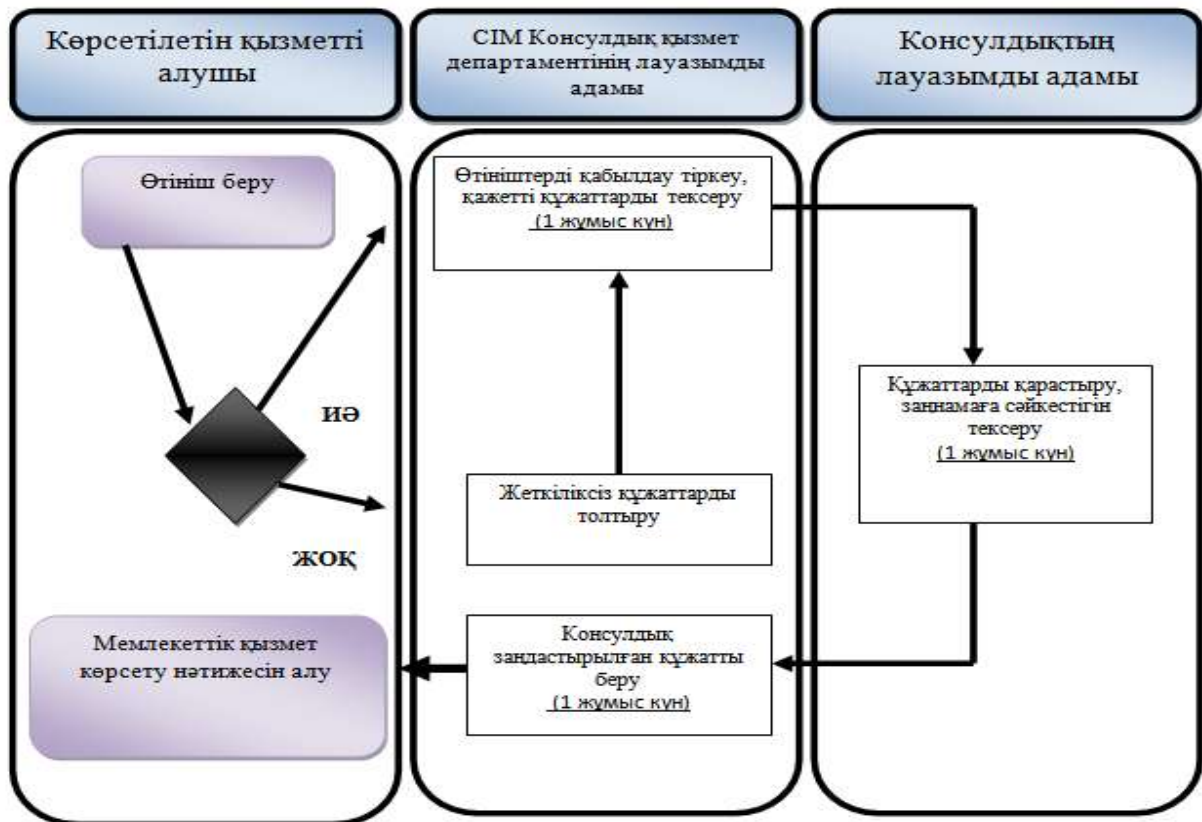 Көрсетілетін қызметті
алушы
СІМ Консулдық қызмет
департаментінің лауазымды
адамы
Консулдықтың
лауазымды адамы
Өтініш беру
ИӘ
ЖОҚ
Мемлекеттік қызмет
көрсету нәтижесін алу
Өтініштерді қабылдау тіркеу,
қажетті құжаттарды тексеру
(1 жұмыс күн)
Жеткіліксіз құжаттарды
толтыру
Консулдық
заңдастырылған құжатты
беру
(1 жұмыс күн)
Құжаттарды қарастыру,
заңнамаға сәйкестігін
тексеру
(1 жұмыс күн)